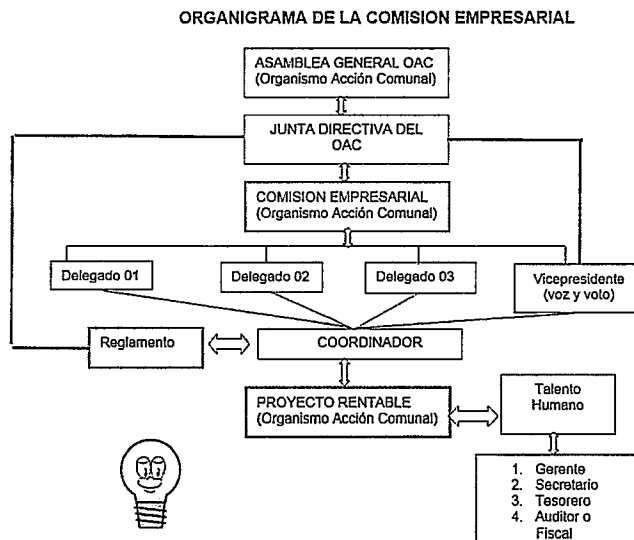 ORGANIGRAMA DE LA COMISION EMPRESARIAL
ASAMBLEA GENERAL OAC
(Organismo Acción Comunal)
JUNTA DIRECTIVA DEL
OAC
COMISION EMPRESARIAL
(Organismo Acción Comunal)
Delegado 01
Delegado 02
Delegado 03
Vicepresidente
(voz y voto)
Reglamento
COORDINADOR
PROYECTO RENTABLE
(Organismo Acción Comunal)
Talento
Humano
1. Gerente
2. Secretario
3. Tesorero
4. Auditor o
Fiscal